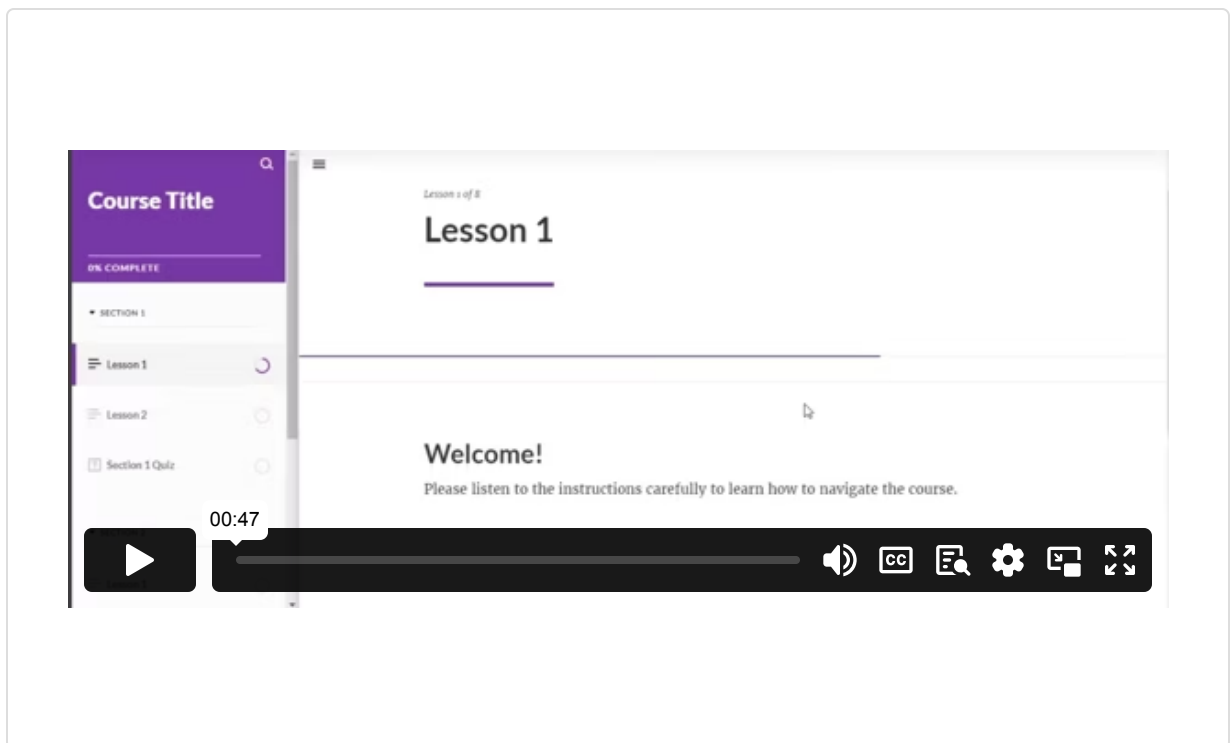 Course Title
0% COMPLETE
SECTION 1
Lesson 1
Lesson 2
Section 1 Quiz
Lesson 1 of 8
Lesson 1
Welcome!
Please listen to the instructions carefully to learn how to navigate the course.
00:47
CC